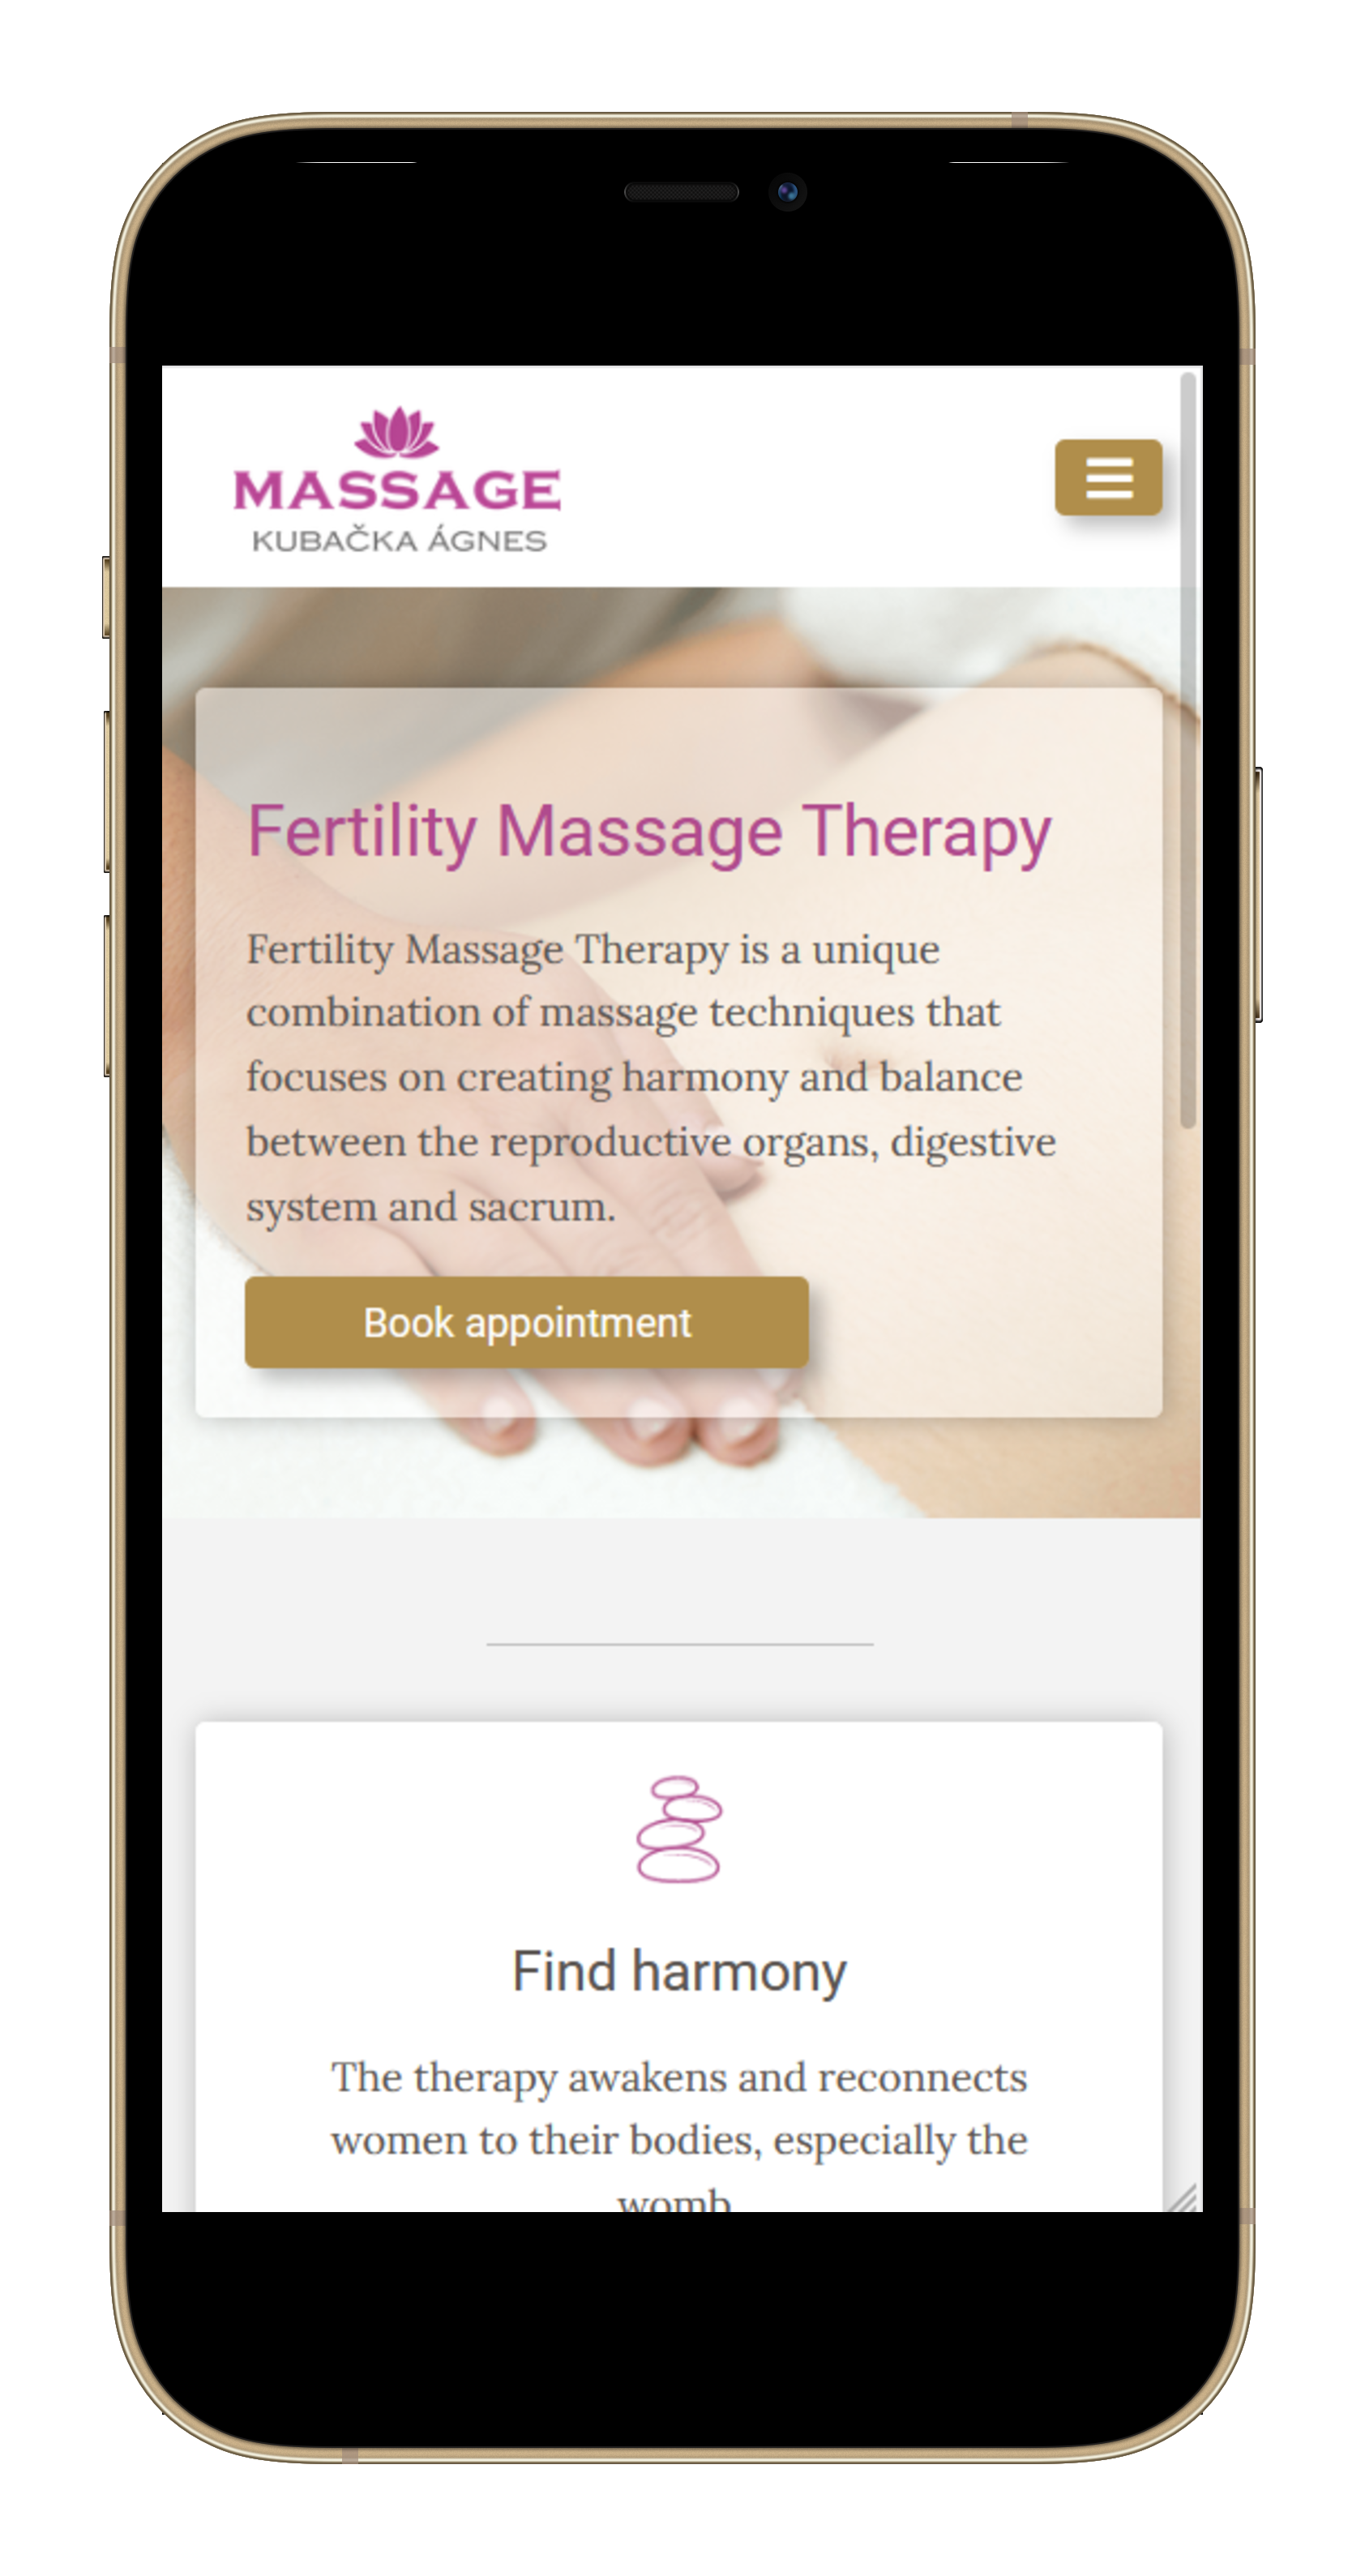 MASSAGE
KUBAČKA ÁGNES
Fertility Massage Therapy
Fertility Massage Therapy is a unique
combination of massage techniques that
focuses on creating harmony and balance
between the reproductive organs, digestive
system and sacrum.
Book appointment
Find harmony
The therapy awakens and reconnects
women to their bodies, especially the
womb